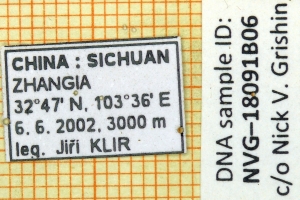 CHINA : SICHUAN
ZHANGIA
32°47' N, 103°36' E
6. 6. 2002, 3000 m
leg. Jiří KLIR
DNA sample ID:
NVG–18091B06
c/o Nick V. Grishin